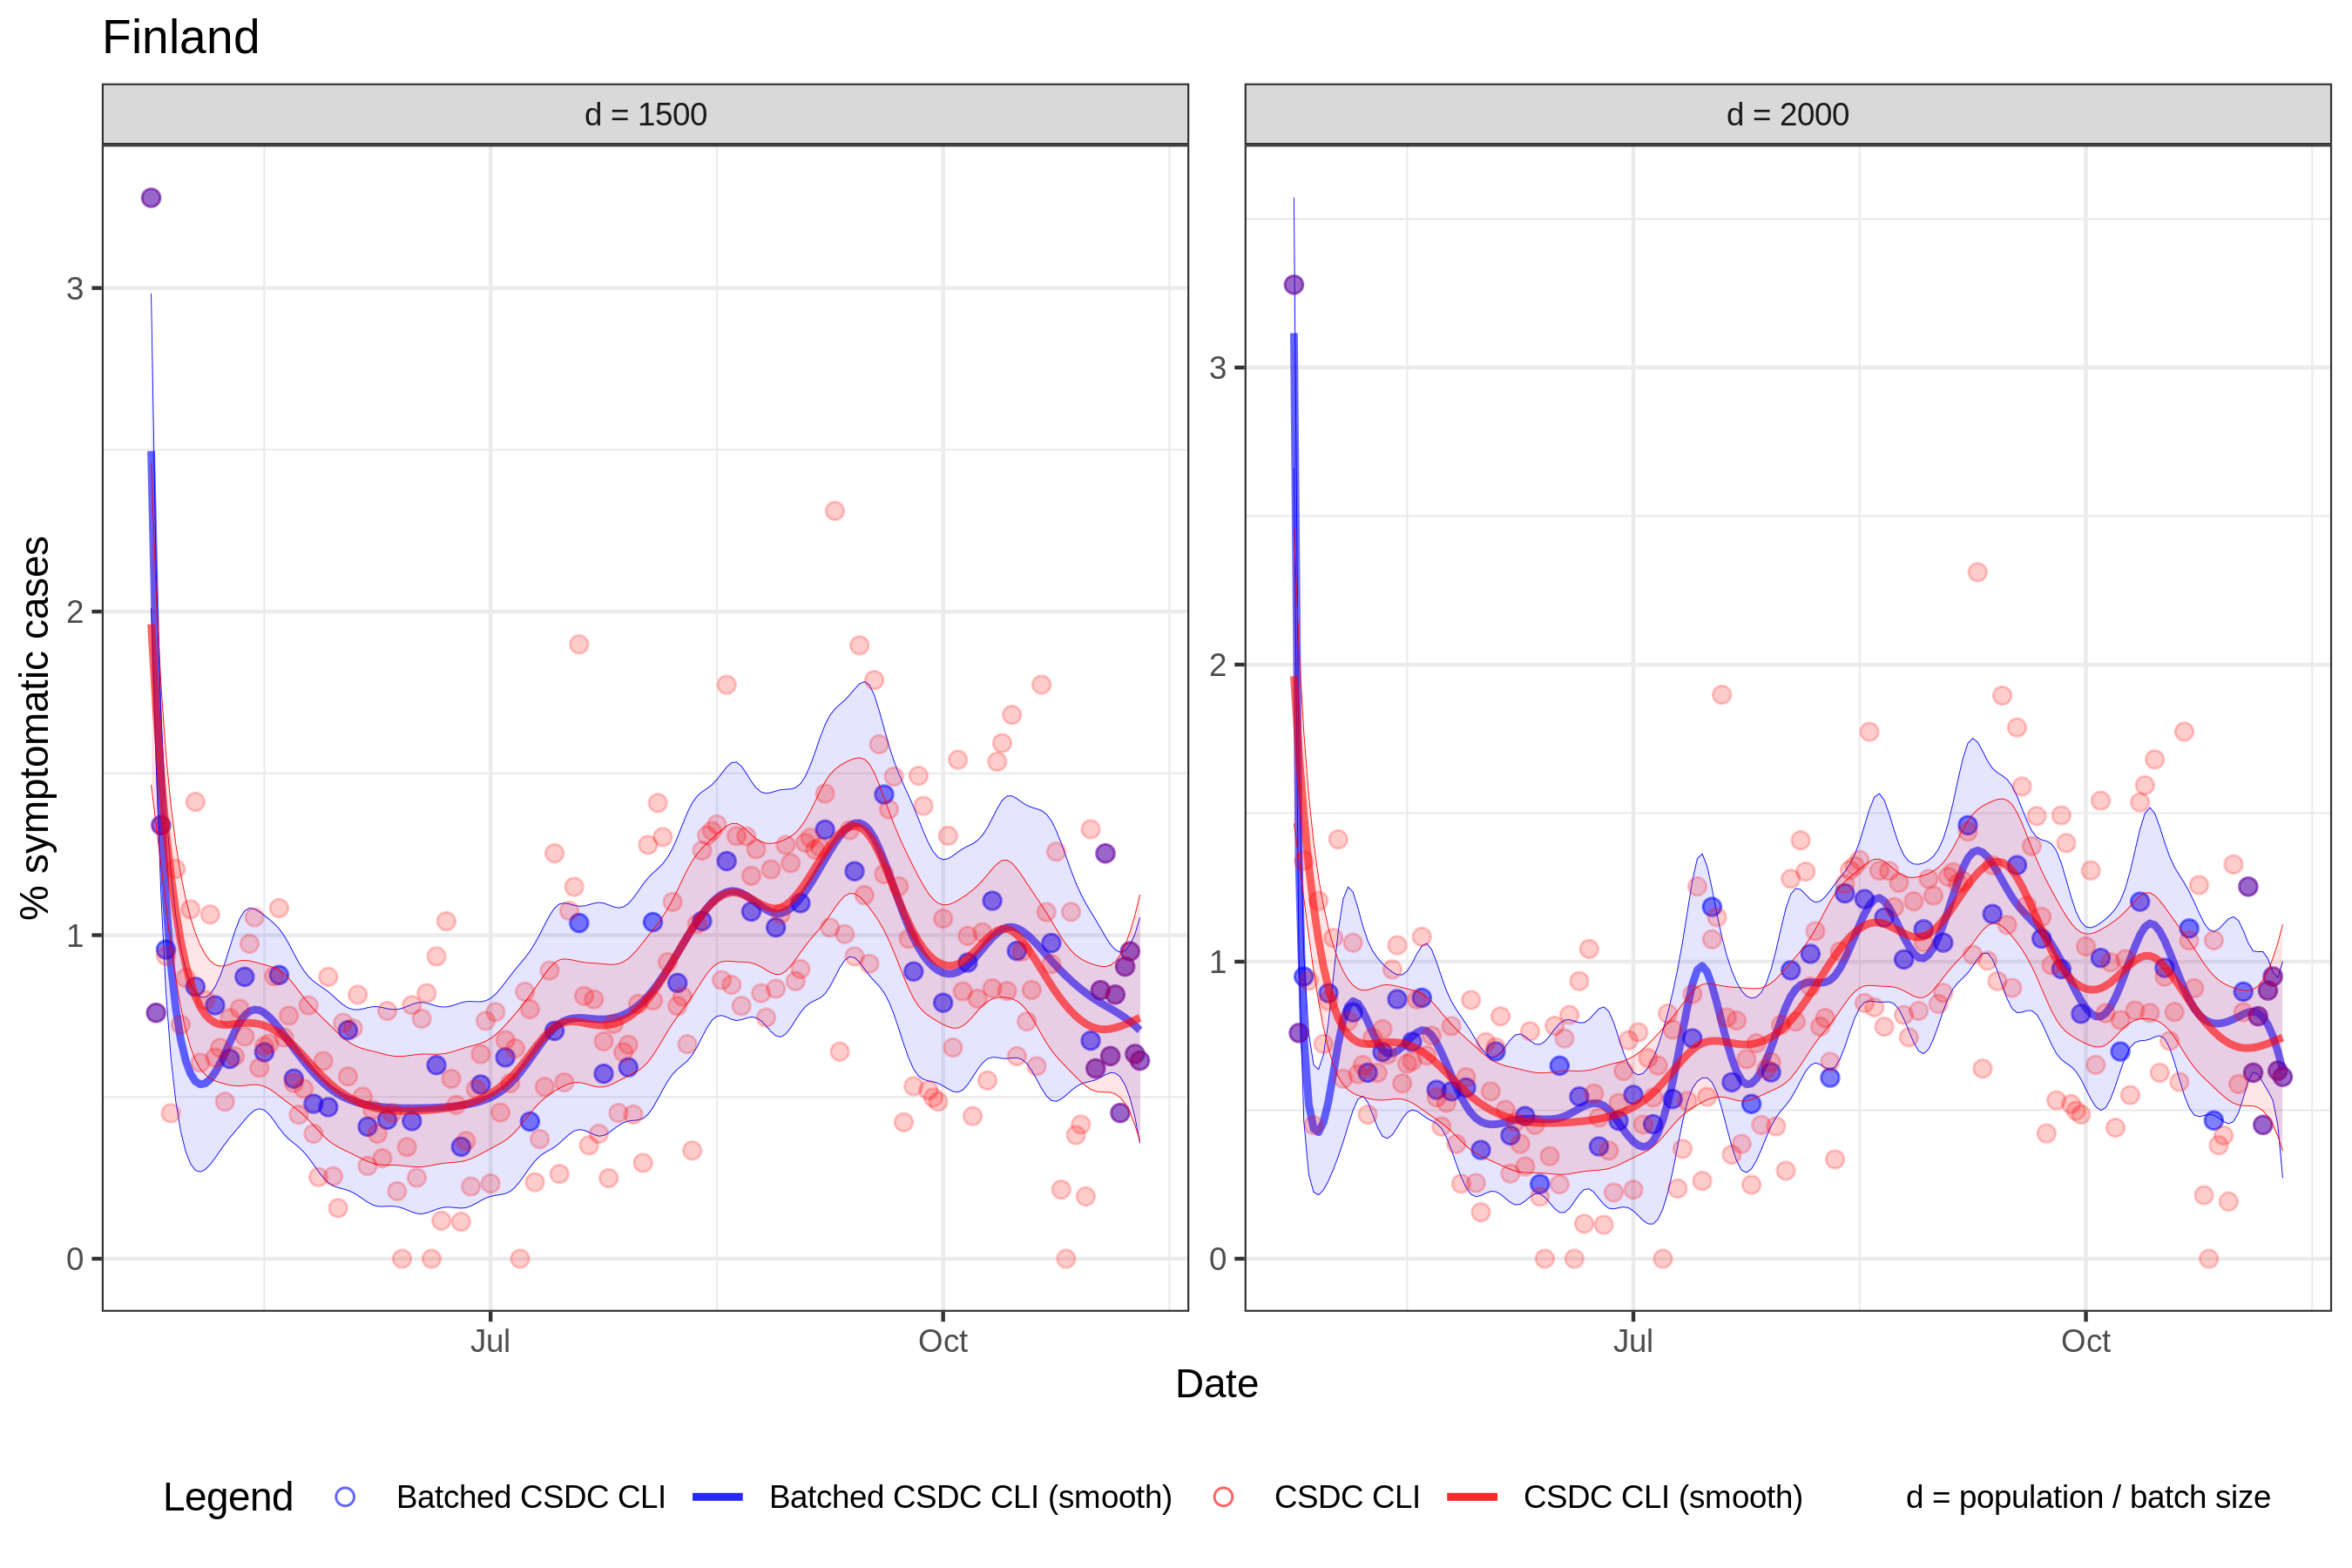 Finland
d = 1500
d = 2000
% symptomatic cases
3
2
1
0
3
2
1
0
Jul
Oct
Jul
Oct
Date
Legend
Batched CSDC CLI
Batched CSDC CLI (smooth)
CSDC CLI
CSDC CLI (smooth)
d = population / batch size